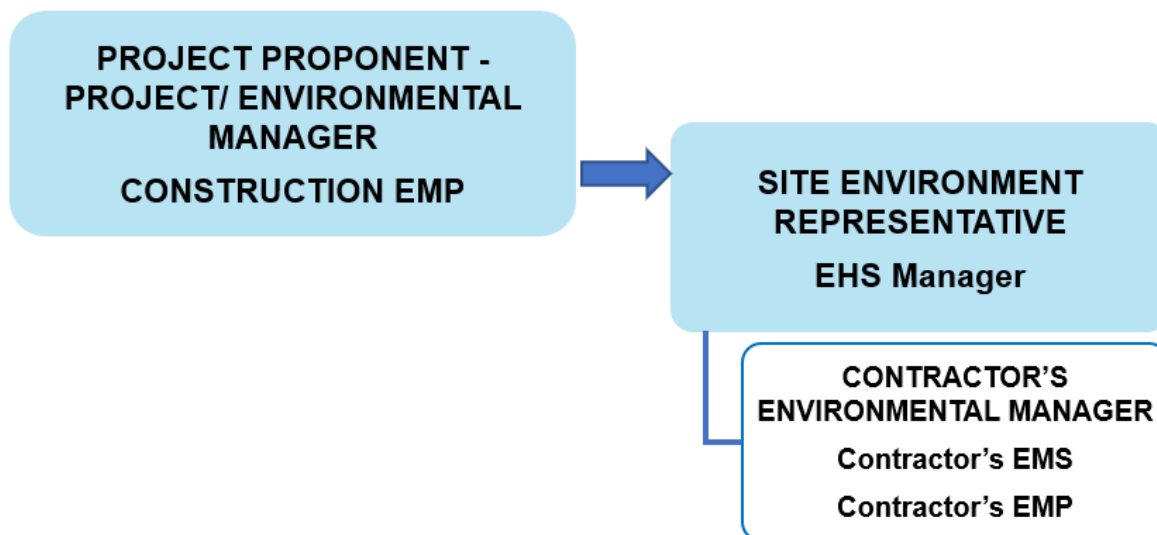 PROJECT PROPONENT -
PROJECT/ ENVIRONMENTAL
MANAGER
CONSTRUCTION EMP
SITE ENVIRONMENT
REPRESENTATIVE
EHS Manager
CONTRACTOR’S
ENVIRONMENTAL MANAGER
Contractor’s EMS
Contractor’s EMP